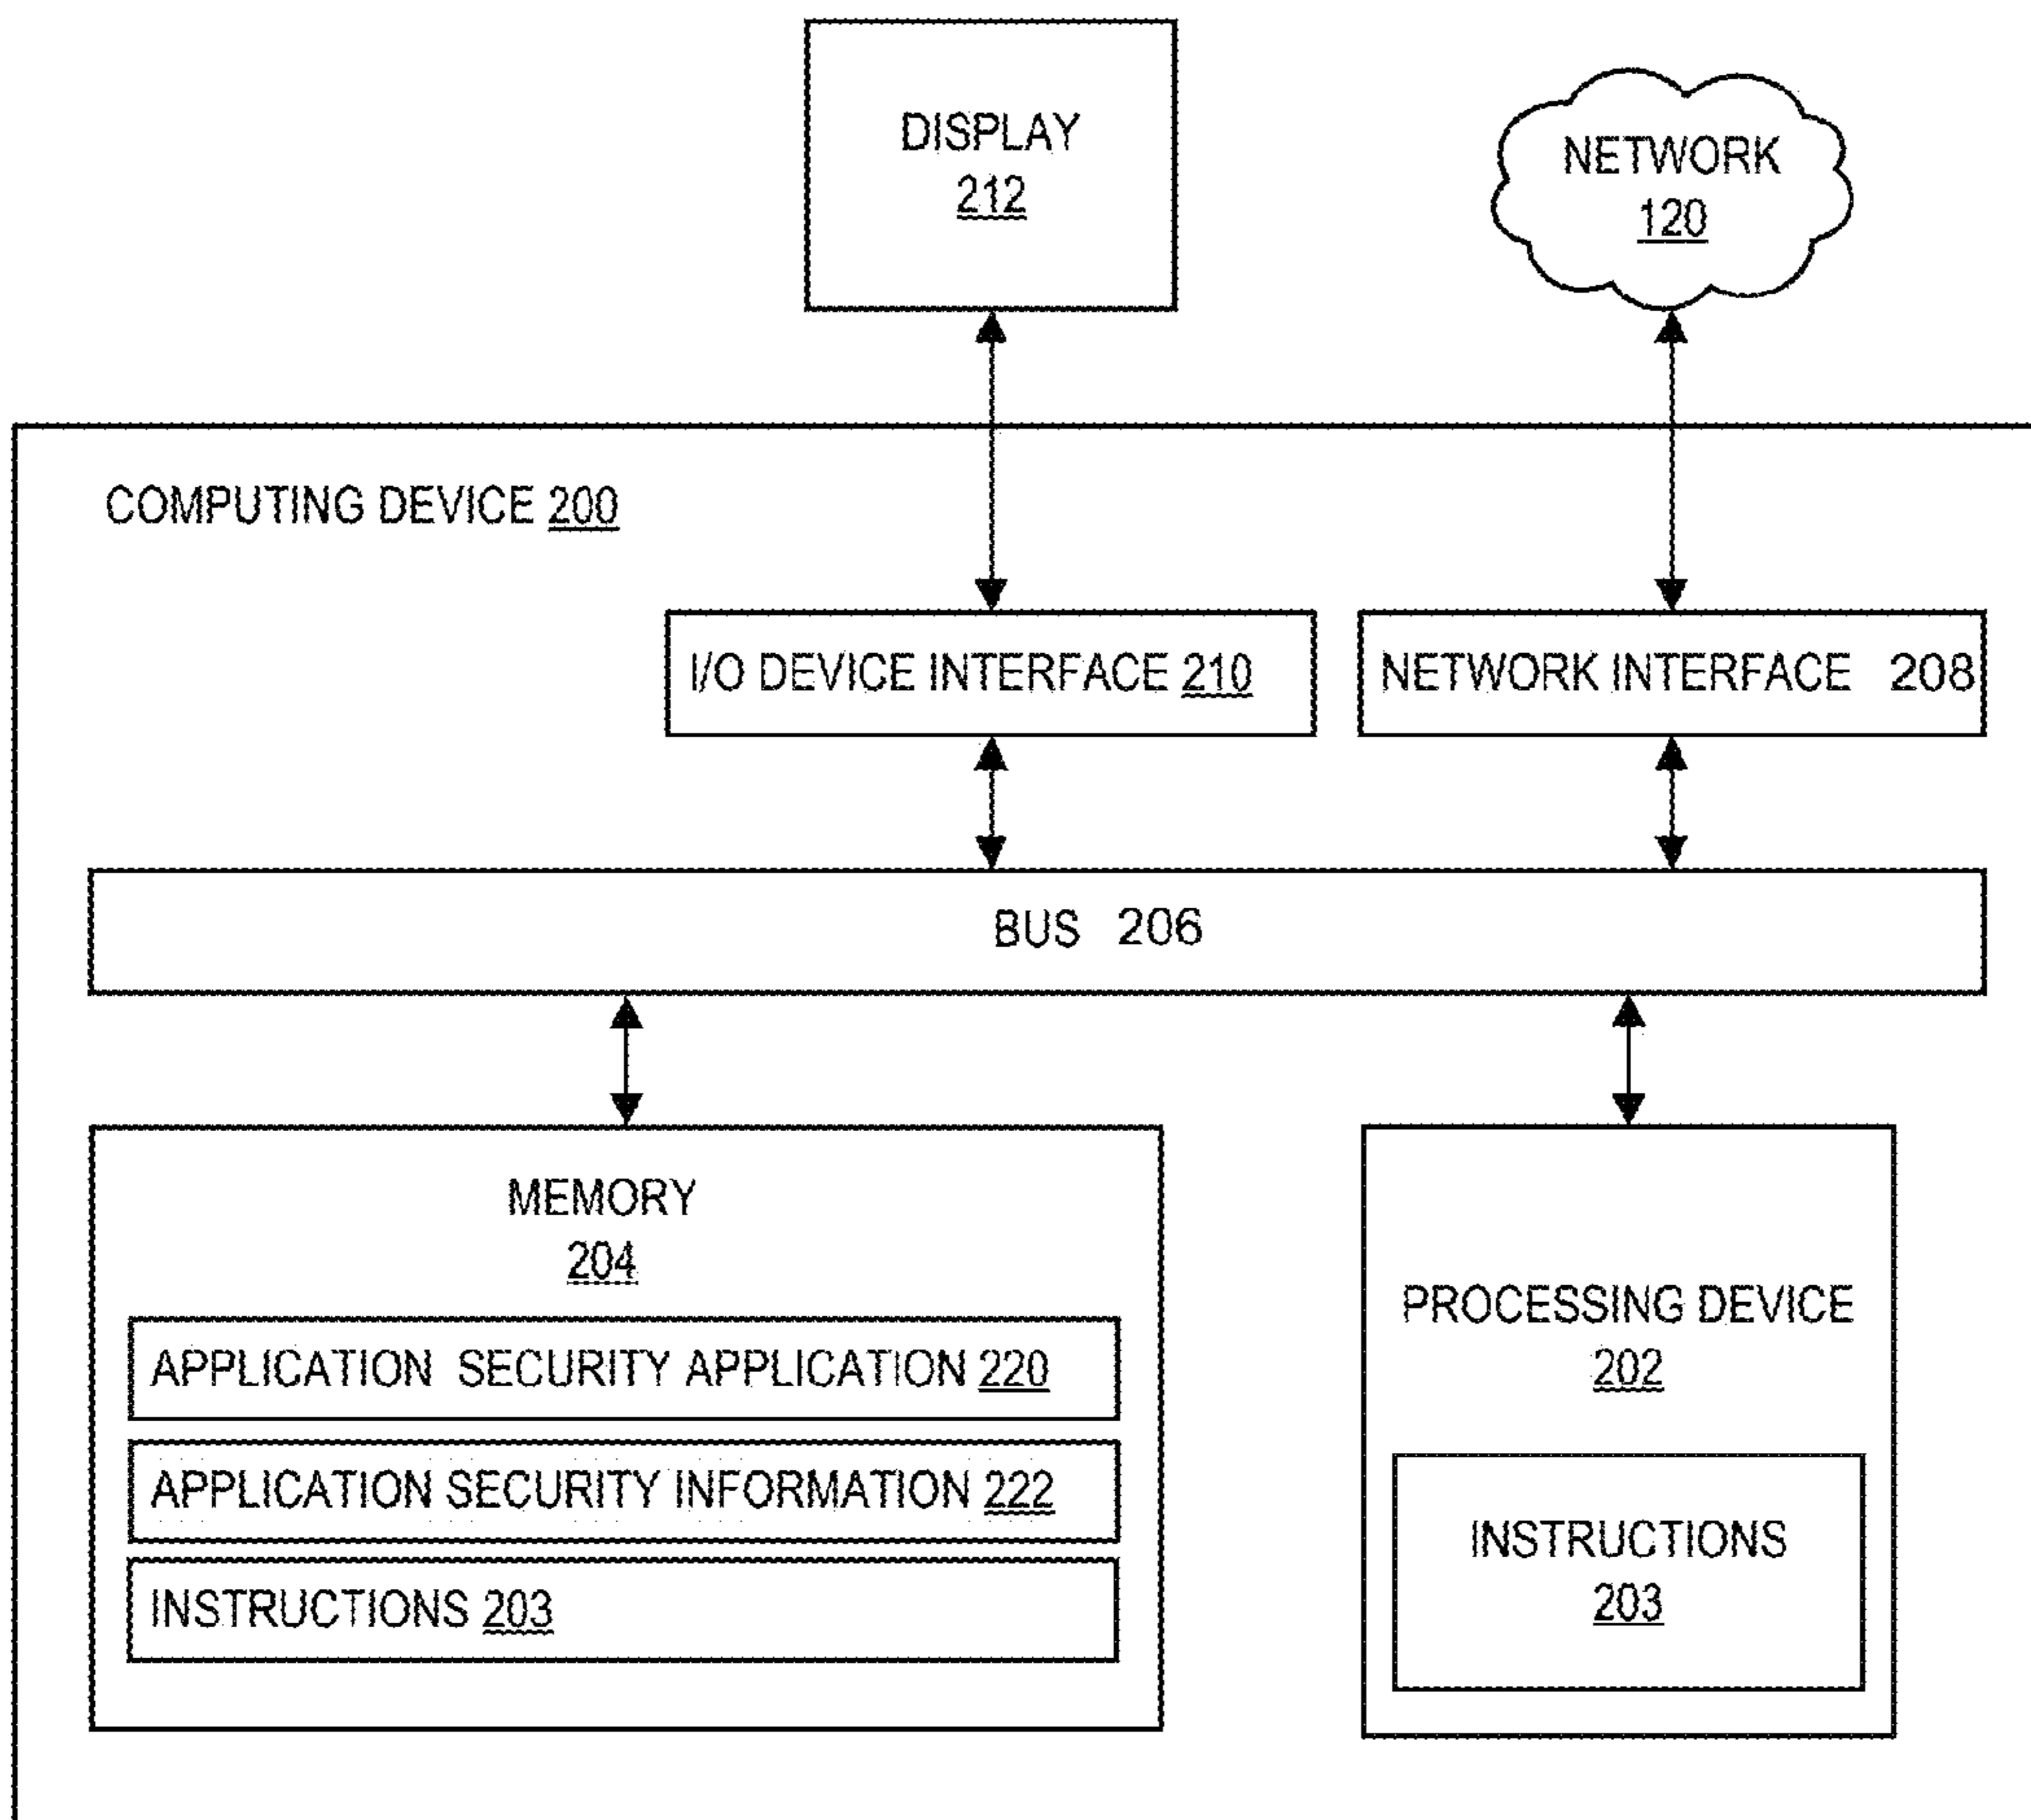 DISPLAY
212
NETWORK
120
COMPUTING DEVICE 200
I/O DEVICE INTERFACE 210
NETWORK INTERFACE 208
BUS 206
MEMORY
204
APPLICATION SECURITY APPLICATION 220
APPLICATION SECURITY INFORMATION 222
INSTRUCTIONS 203
PROCESSING DEVICE
202
INSTRUCTIONS
203